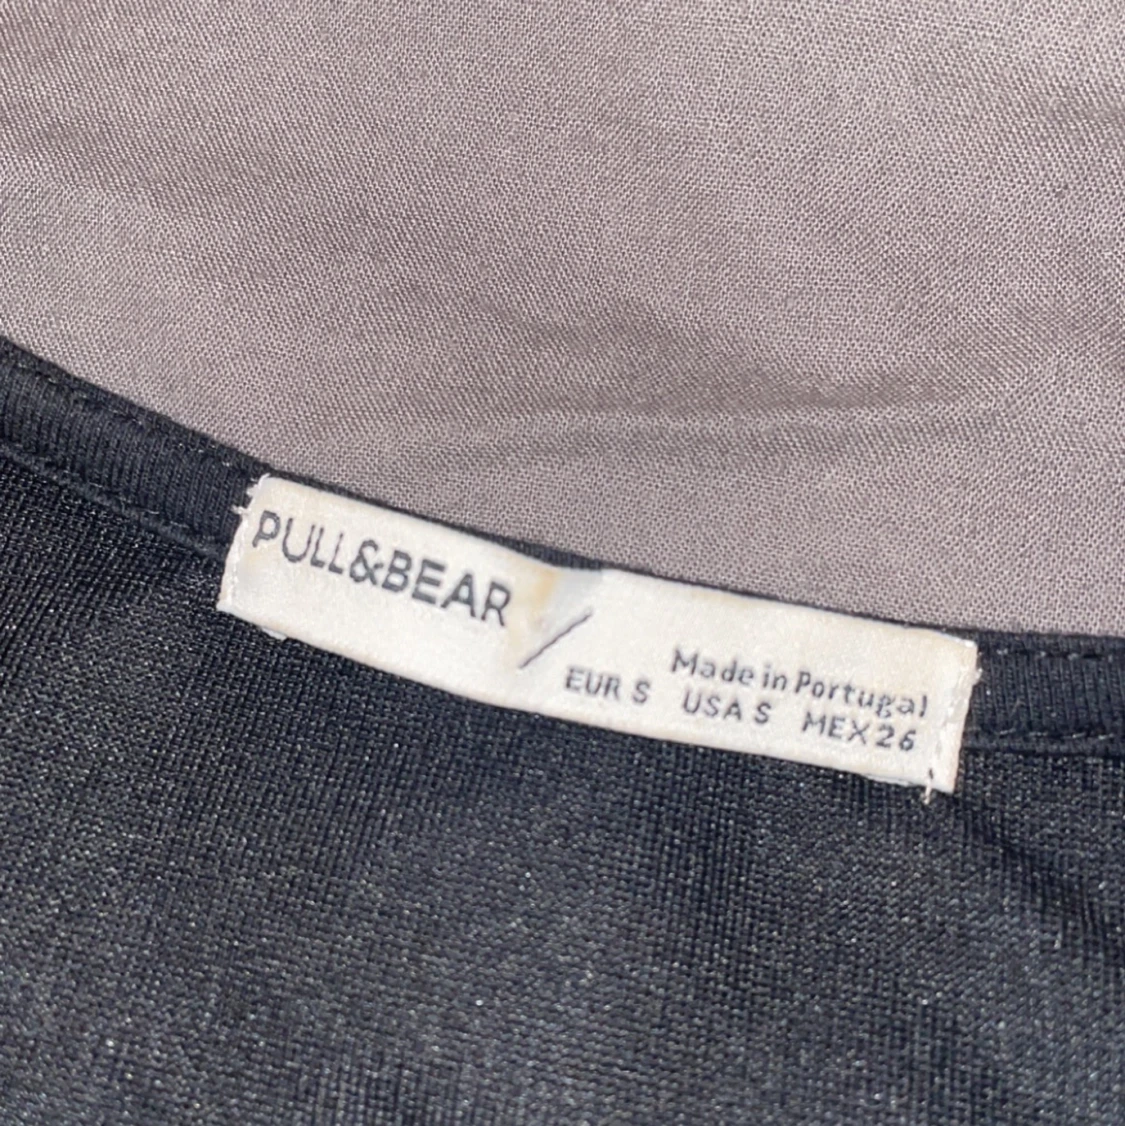 PULL&BEAR
Made in Portugal
EUR S USA S MEX 26